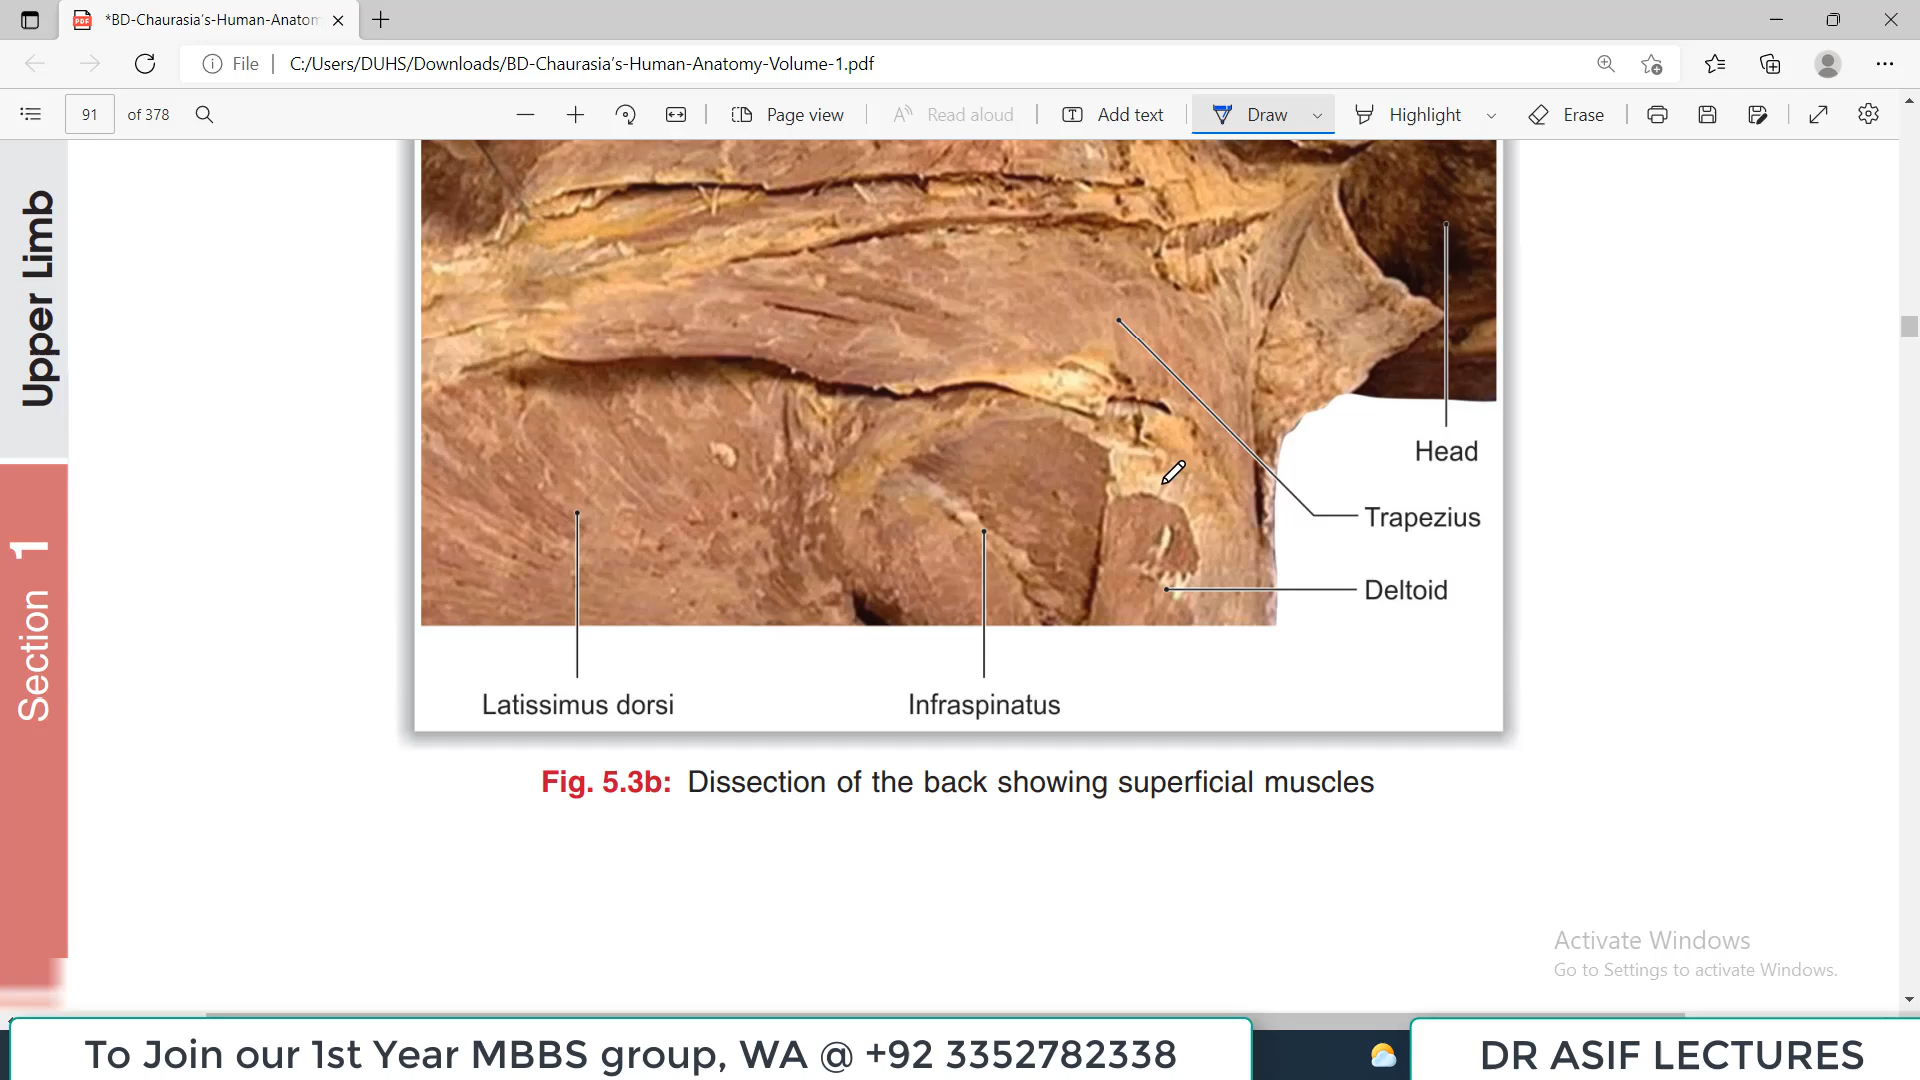 *BD-Chaurasia's-Human-Anatom
File
C:/Users/DUHS/Downloads/BD-Chaurasia's-Human-Anatomy-Volume-1.pdf
91
of 378
Page view
Read aloud
Add text
Draw
Highlight
Erase
Upper Limb
Section 1
Head
Trapezius
Deltoid
Latissimus dorsi
Infraspinatus
Fig. 5.3b: Dissection of the back showing superficial muscles
Activate Windows
Go to Settings to activate Windows.
To Join our 1st Year MBBS group, WA @ +92 3352782338
DR ASIF LECTURES